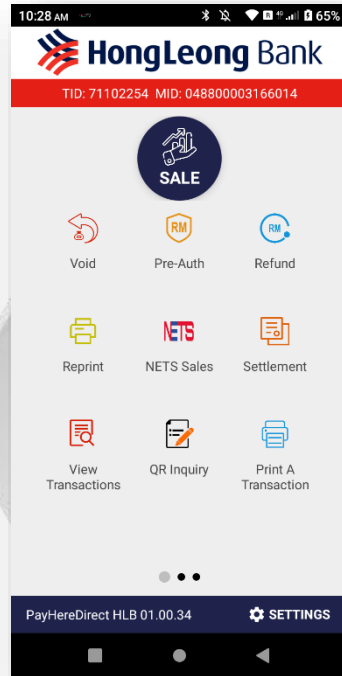 10:28 AM 65%
HongLeong Bank
TID: 71102254 MID: 048800003166014
SALE
RM RM
Void Pre-Auth Refund
NETS
Reprint NETS Sales Settlement
View Transactions QR Inquiry Print A Transaction
PayHereDirect HLB 01.00.34 SETTINGS